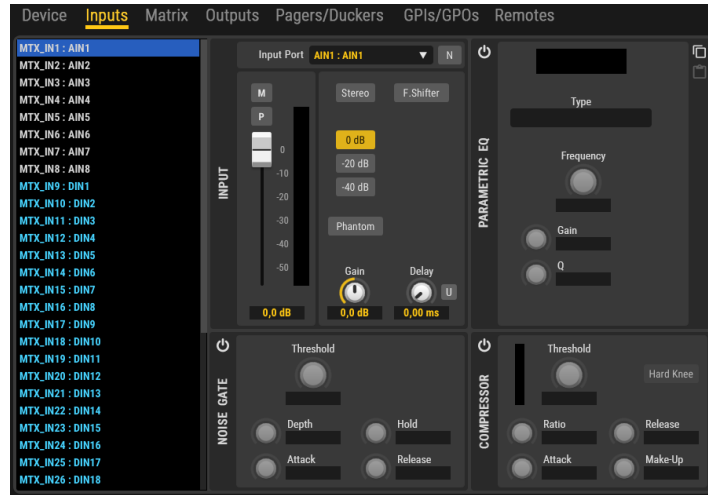 Device Inputs Matrix Outputs Pagers/Duckers GPIs/GPOs Remotes
MTX_IN1 : AIN1
MTX_IN2 : AIN2
MTX_IN3 : AIN3
MTX_IN4 : AIN4
MTX_IN5 : AIN5
MTX_IN6 : AIN6
MTX_IN7 : AIN7
MTX_IN8 : AIN8
MTX_IN9 : DIN1
MTX_IN10 : DIN2
MTX_IN11 : DIN3
MTX_IN12 : DIN4
MTX_IN13 : DIN5
MTX_IN14 : DIN6
MTX_IN15 : DIN7
MTX_IN16 : DIN8
MTX_IN17 : DIN9
MTX_IN18 : DIN10
MTX_IN19 : DIN11
MTX_IN20 : DIN12
MTX_IN21 : DIN13
MTX_IN22 : DIN14
MTX_IN23 : DIN15
MTX_IN24 : DIN16
MTX_IN25 : DIN17
MTX_IN26 : DIN18
INPUT
Input Port AIN1 : AIN1 N
M
P
0
-10
-20
-30
-40
-50
0,0 dB
Stereo F.Shifter
0 dB
-20 dB
-40 dB
Phantom
Gain Delay
U
0,0 dB 0,00 ms
PARAMETRIC EQ
Type
Frequency
Gain
Q
NOISE GATE
Threshold
Depth Hold
Attack Release
COMPRESSOR
Threshold
Hard Knee
Ratio Release
Attack Make-Up